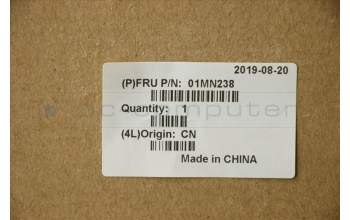 2019-08-20
(P)FRU P/N: 01MN238
Quantity: 1
(4L)Origin: CN
Made in CHINA